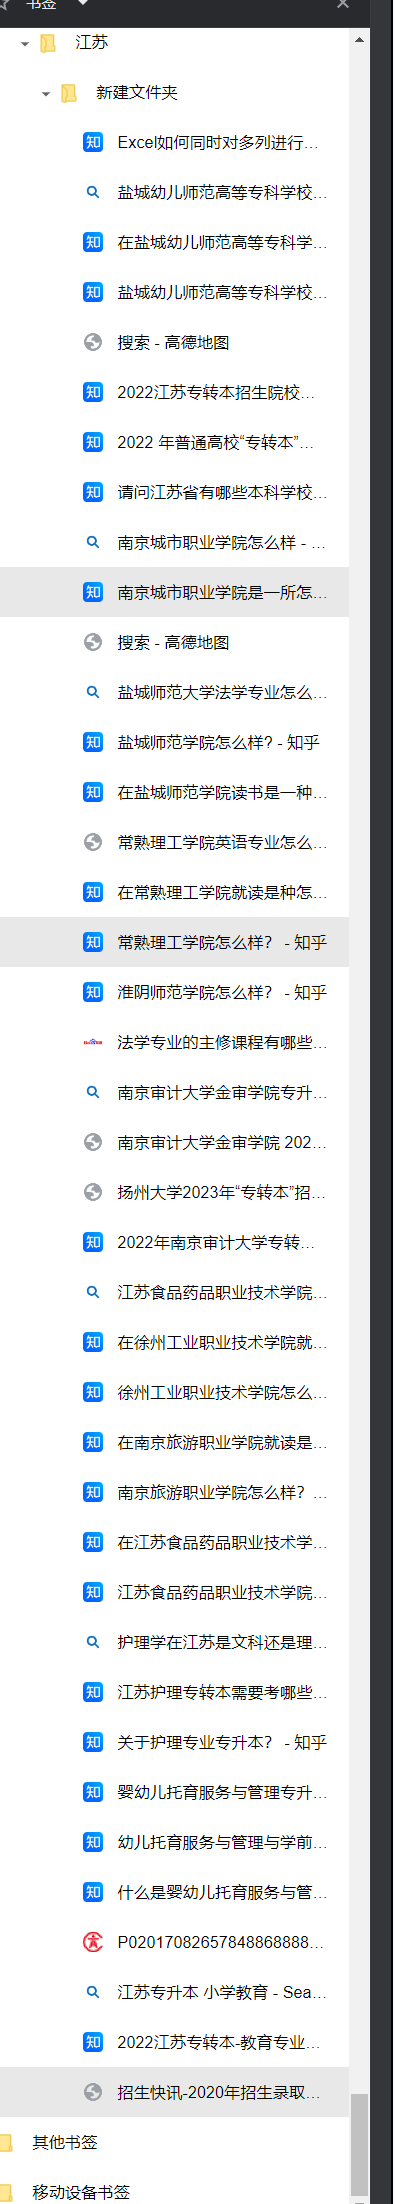 书签
江苏
新建文件夹
Excel如何同时对多列进行...
盐城幼儿师范高等专科学校...
在盐城幼儿师范高等专科学...
盐城幼儿师范高等专科学校...
搜索 - 高德地图
2022江苏专转本招生院校...
2022 年普通高校“专转本”...
请问江苏省有哪些本科学校...
南京城市职业学院怎么样 - ...
南京城市职业学院是一所怎...
搜索 - 高德地图
盐城师范大学法学专业怎么...
盐城师范学院怎么样? - 知乎
在盐城师范学院读书是一种...
常熟理工学院英语专业怎么...
在常熟理工学院就读是种怎...
常熟理工学院怎么样? - 知乎
淮阴师范学院怎么样? - 知乎
法学专业的主修课程有哪些...
南京审计大学金审学院专升...
南京审计大学金审学院 202...
扬州大学2023年“专转本”招...
2022年南京审计大学专转...
江苏食品药品职业技术学院...
在徐州工业职业技术学院就...
徐州工业职业技术学院怎么...
在南京旅游职业学院就读是...
南京旅游职业学院怎么样? ...
在江苏食品药品职业技术学...
江苏食品药品职业技术学院...
护理学在江苏是文科还是理...
江苏护理专转本需要考哪些...
关于护理专业专升本? - 知乎
婴幼儿托育服务与管理专升...
幼儿托育服务与管理与学前...
什么是婴幼儿托育服务与管...
P02017082657848868888...
江苏专升本 小学教育 - Sea...
2022江苏专转本-教育专业...
招生快讯-2020年招生录取...
其他书签
移动设备书签